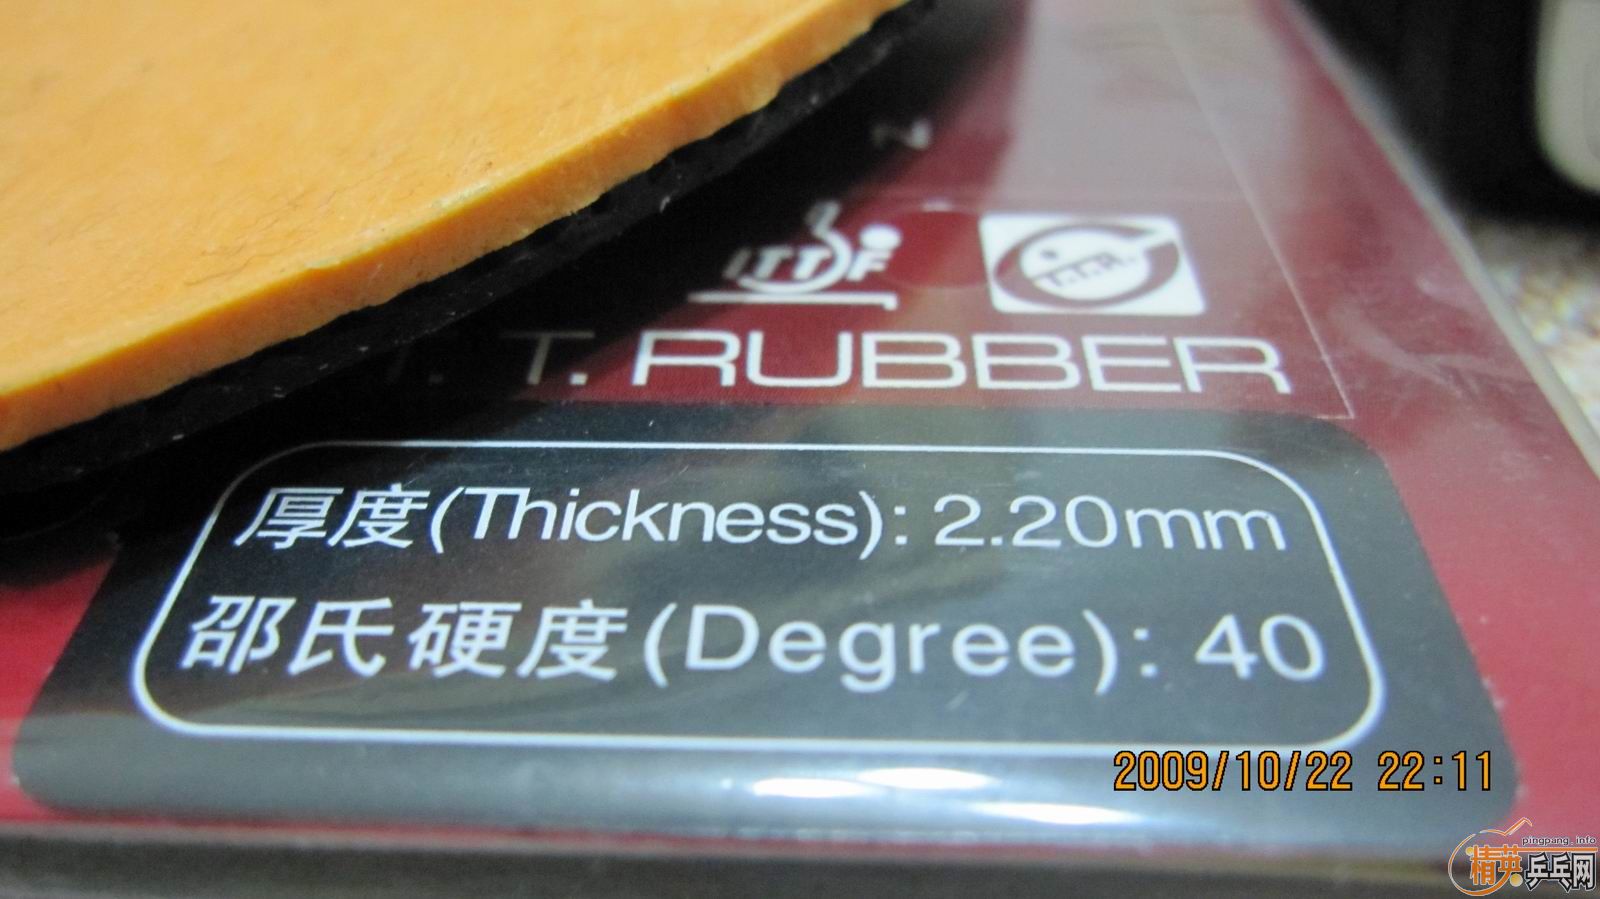 ITTF
T.T.R.
T. T. RUBBER
厚度(Thickness): 2.20mm
邵氏硬度(Degree): 40
2009/10/22 22:11
pingpang.info
精英乒乓网